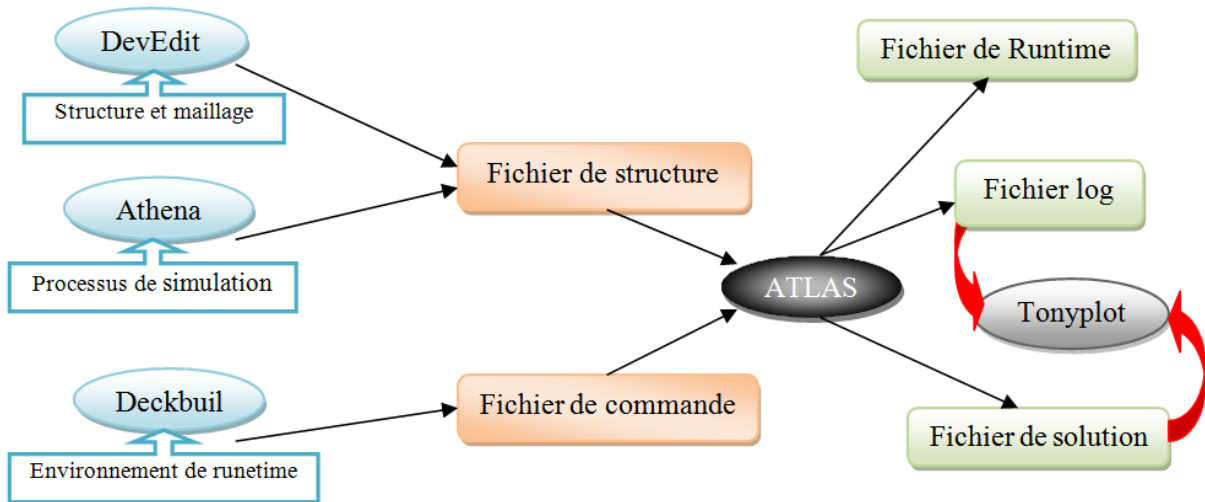 DevEdit
Structure et maillage
Athena
Processus de simulation
Deckbuil
Environnement de runetime
Fichier de structure
Fichier de commande
ATLAS
Fichier de Runtime
Fichier log
Tonyplot
Fichier de solution